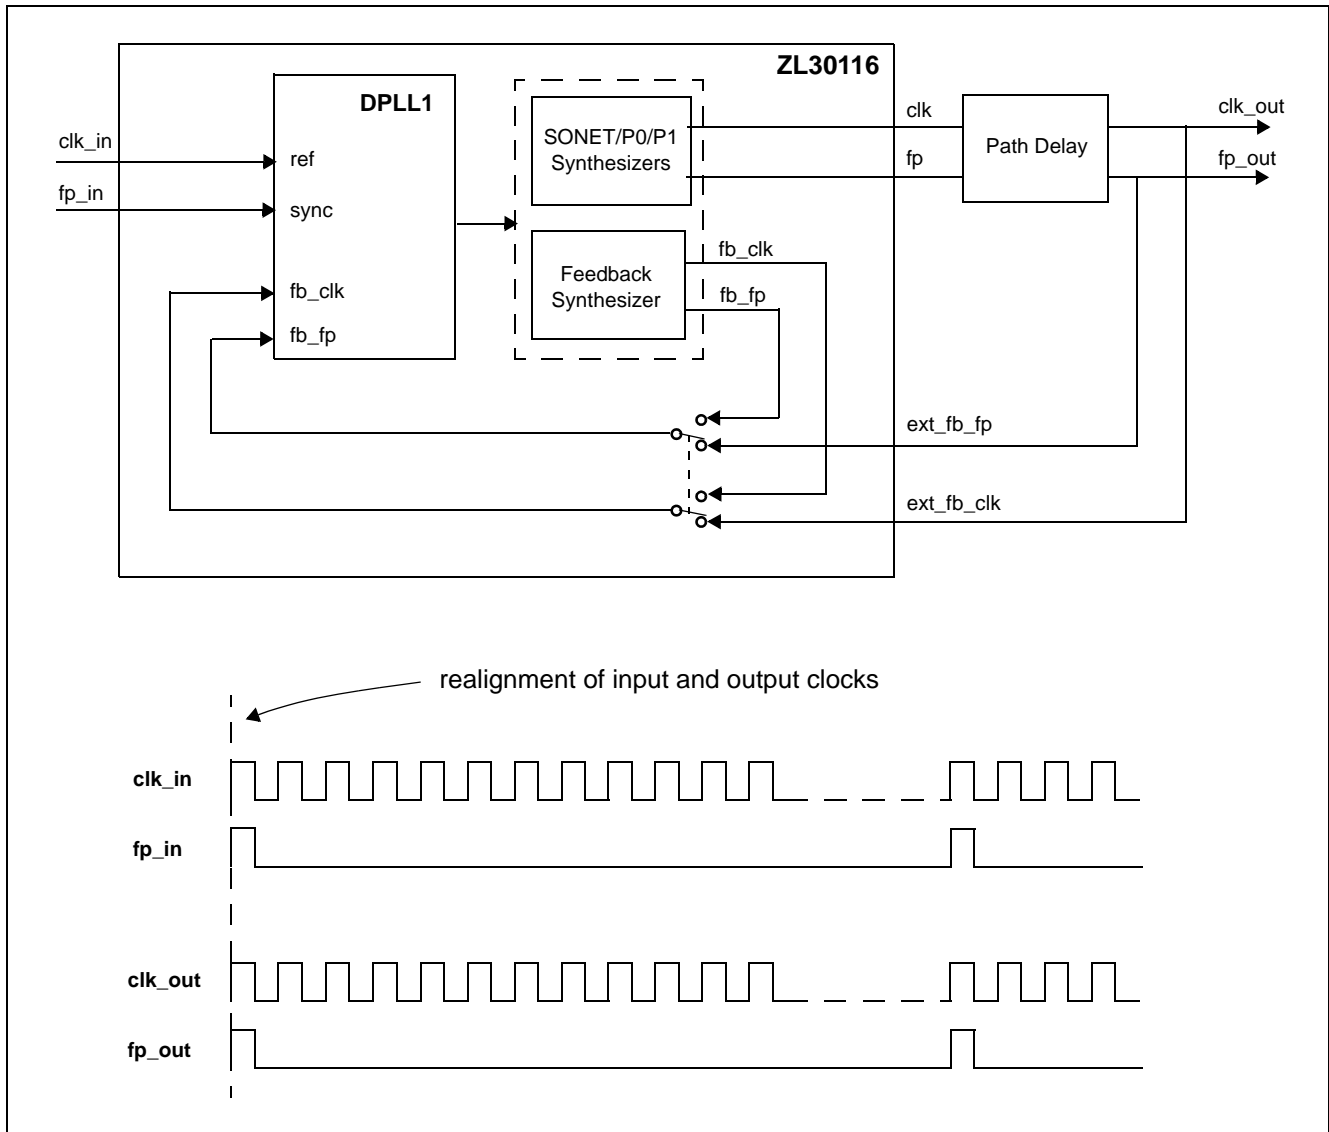 ZL30116
DPLL1
clk_in
ref
fp_in
sync
fb_clk
fb_fp
SONET/P0/P1
Synthesizers
Feedback
Synthesizer
fb_clk
fb_fp
clk
fp
Path Delay
clk_out
fp_out
ext_fb_fp
ext_fb_clk
realignment of input and output clocks
clk_in
fp_in
clk_out
fp_out